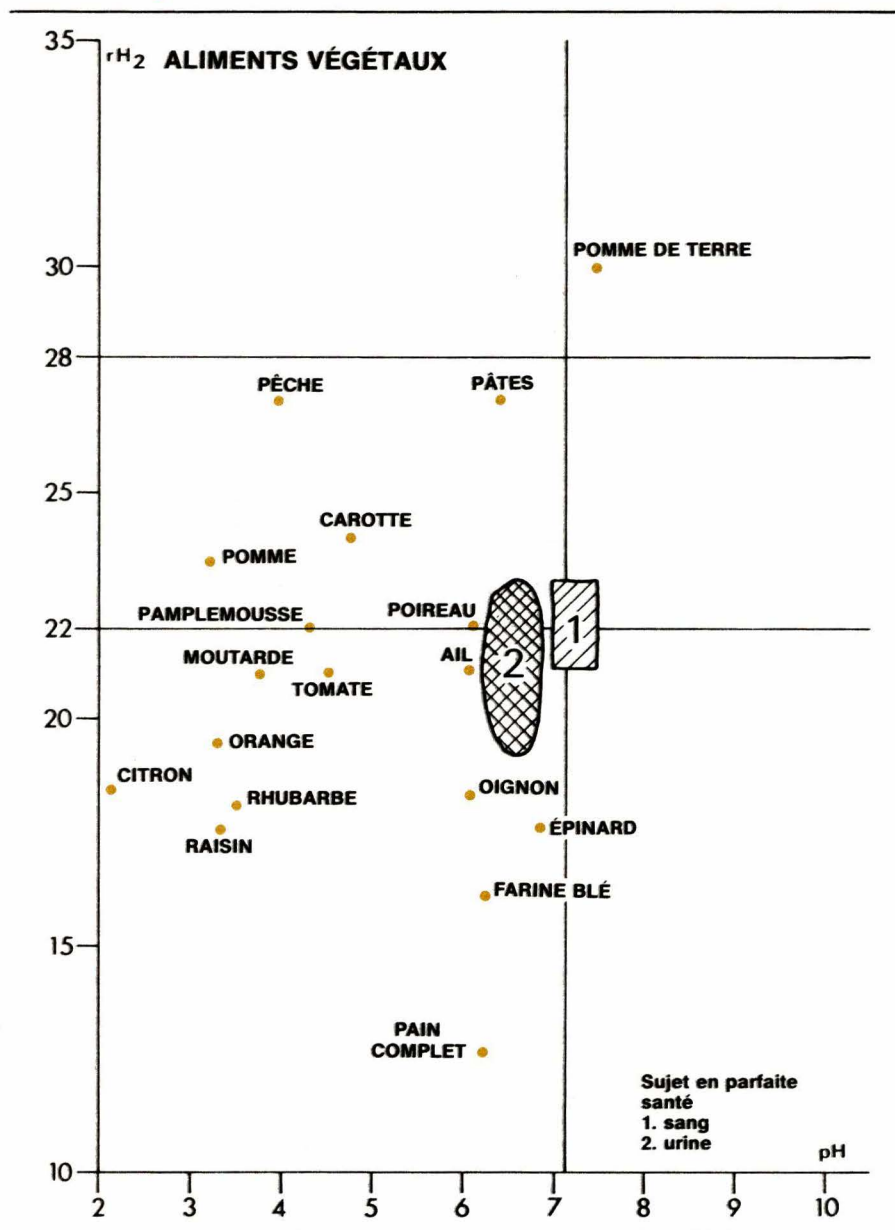 35
rH2 ALIMENTS VÉGÉTAUX
POMME DE TERRE
30
28
PÊCHE
PÂTES
25
CAROTTE
POMME
PAMPLEMOUSSE
POIREAU
22
1
MOUTARDE
AIL
2
TOMATE
20
ORANGE
CITRON
RHUBARBE
OIGNON
RAISIN
ÉPINARD
FARINE BLÉ
15
PAIN
COMPLET
Sujet en parfaite
santé
1. sang
2. urine
pH
10
2 3 4 5 6 7 8 9 10